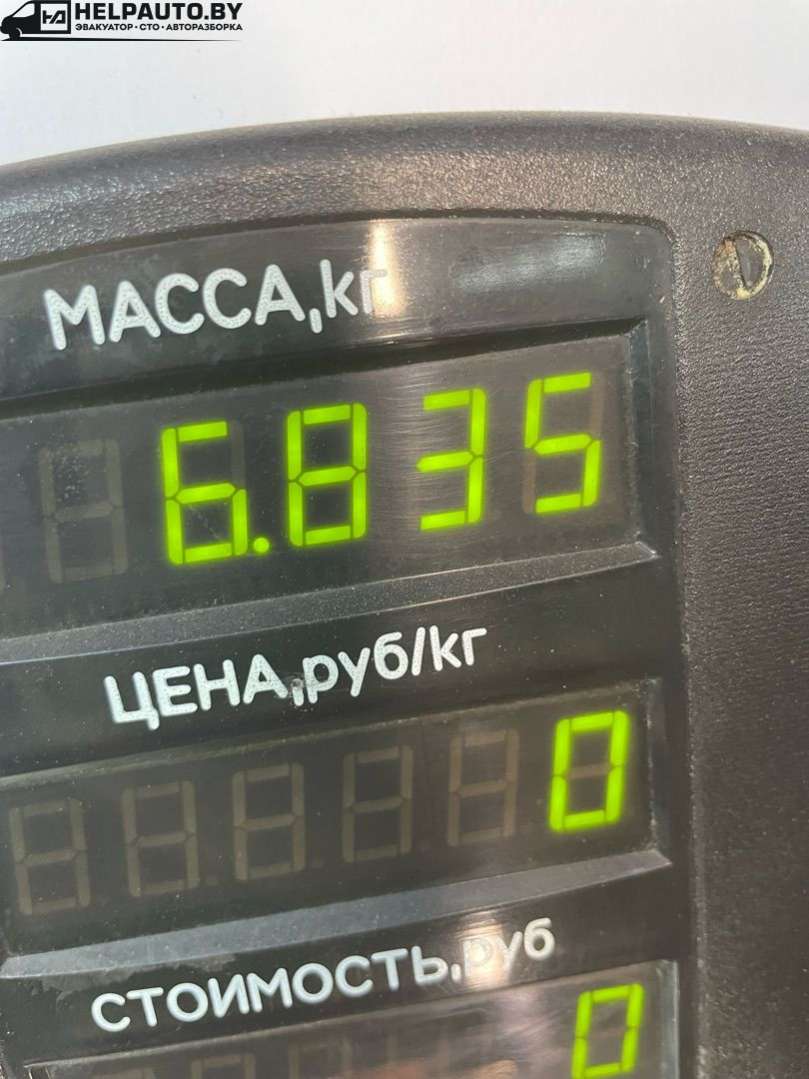 HELPAUTO.BY
ЭВАКУАТОР • СТО • АВТОРАЗБОРКА
МАССА,кг
6.835
ЦЕНА,руб/кг
0
СТОИМОСТЬ,руб
0